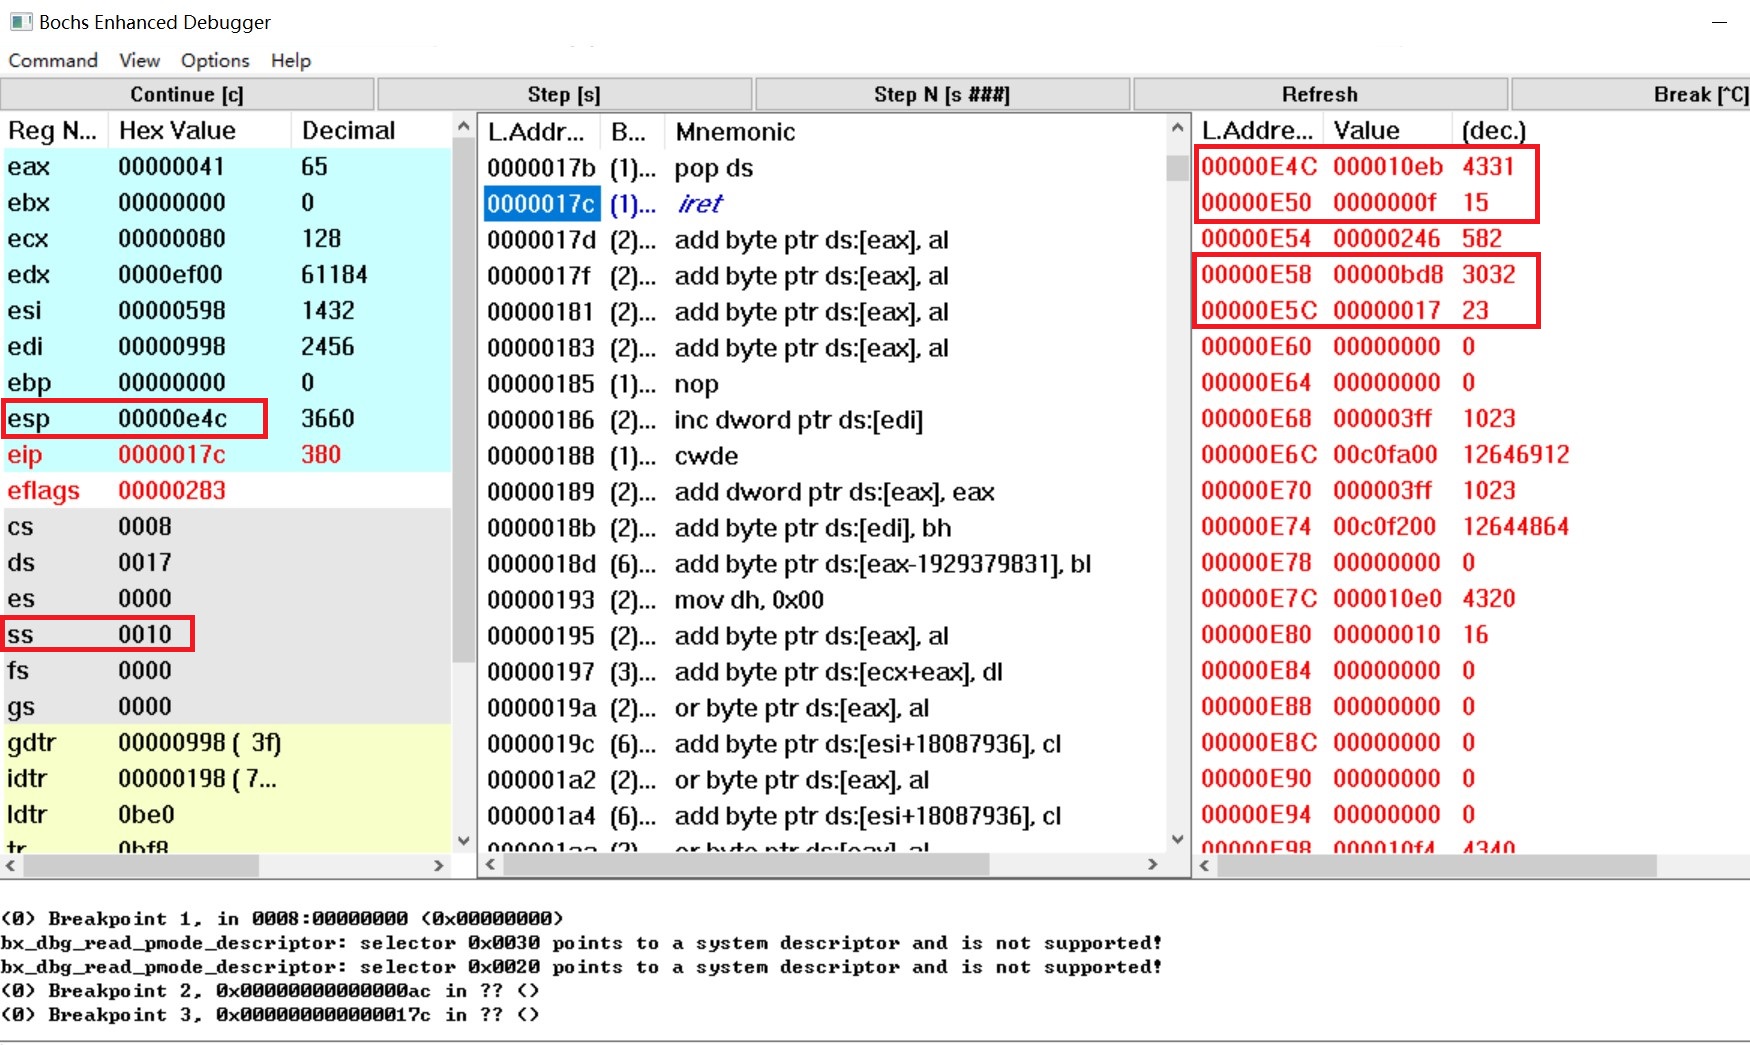 Bochs Enhanced Debugger
Command View Options Help
Continue [c] Step [s] Step N [s ###] Refresh Break [^C]
Reg N... Hex Value Decimal
eax 00000041 65
ebx 00000000 0
ecx 00000080 128
edx 0000ef00 61184
esi 00000598 1432
edi 00000998 2456
ebp 00000000 0
esp 00000e4c 3660
eip 0000017c 380
eflags 00000283
cs 0008
ds 0017
es 0000
ss 0010
fs 0000
gs 0000
gdtr 00000998 ( 3f)
idtr 00000198 ( 7...
ldtr 0be0
tr 0bf8
L.Addr... B... Mnemonic
0000017b (1)... pop ds
0000017c (1)... iret
0000017d (2)... add byte ptr ds:[eax], al
0000017f (2)... add byte ptr ds:[eax], al
00000181 (2)... add byte ptr ds:[eax], al
00000183 (2)... add byte ptr ds:[eax], al
00000185 (1)... nop
00000186 (2)... inc dword ptr ds:[edi]
00000188 (1)... cwde
00000189 (2)... add dword ptr ds:[eax], eax
0000018b (2)... add byte ptr ds:[edi], bh
0000018d (6)... add byte ptr ds:[eax-1929379831], bl
00000193 (2)... mov dh, 0x00
00000195 (2)... add byte ptr ds:[eax], al
00000197 (3)... add byte ptr ds:[ecx+eax], dl
0000019a (2)... or byte ptr ds:[eax], al
0000019c (6)... add byte ptr ds:[esi+18087936], cl
000001a2 (2)... or byte ptr ds:[eax], al
000001a4 (6)... add byte ptr ds:[esi+18087936], cl
000001aa (2)... or byte ptr ds:[eax], al
L.Addre... Value (dec.)
00000E4C 000010eb 4331
00000E50 0000000f 15
00000E54 00000246 582
00000E58 00000bd8 3032
00000E5C 00000017 23
00000E60 00000000 0
00000E64 00000000 0
00000E68 000003ff 1023
00000E6C 00c0fa00 12646912
00000E70 000003ff 1023
00000E74 00c0f200 12644864
00000E78 00000000 0
00000E7C 000010e0 4320
00000E80 00000010 16
00000E84 00000000 0
00000E88 00000000 0
00000E8C 00000000 0
00000E90 00000000 0
00000E94 00000000 0
00000E98 000010f4 4340
(0) Breakpoint 1, in 0008:00000000 (0x00000000)
bx_dbg_read_pmode_descriptor: selector 0x0030 points to a system descriptor and is not supported!
bx_dbg_read_pmode_descriptor: selector 0x0020 points to a system descriptor and is not supported!
(0) Breakpoint 2, 0x00000000000000ac in ?? ()
(0) Breakpoint 3, 0x000000000000017c in ?? ()